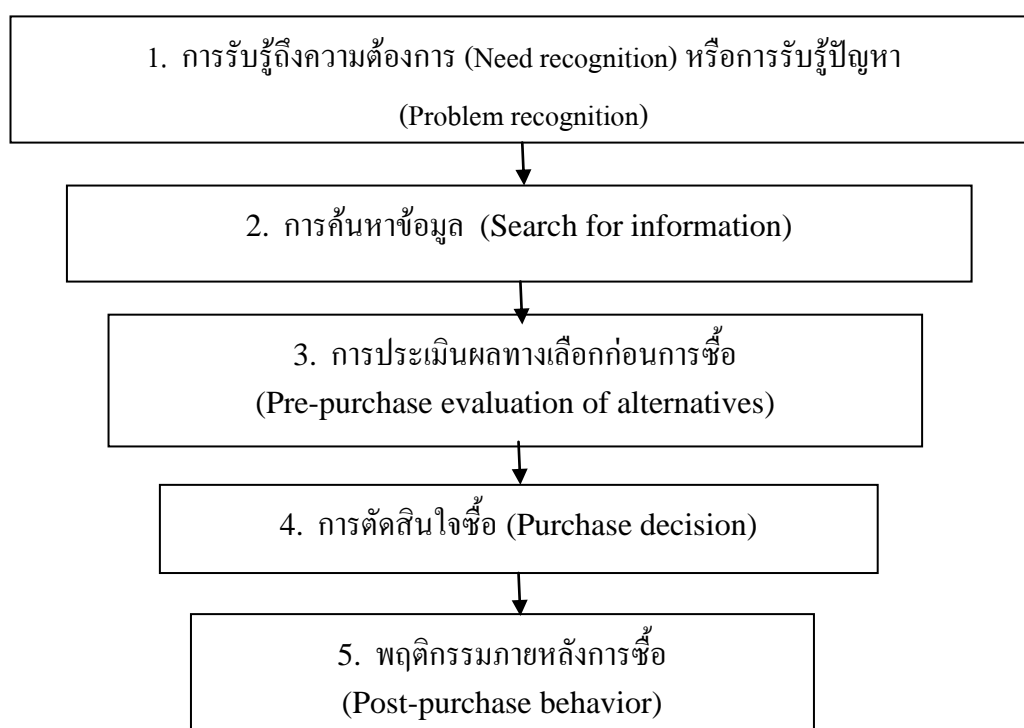 1. การรับรู้ถึงความต้องการ (Need recognition) หรือการรับรู้ปัญหา
(Problem recognition)
2. การค้นหาข้อมูล (Search for information)
3. การประเมินผลทางเลือกก่อนการซื้อ
(Pre-purchase evaluation of alternatives)
4. การตัดสินใจซื้อ (Purchase decision)
5. พฤติกรรมภายหลังการซื้อ
(Post-purchase behavior)